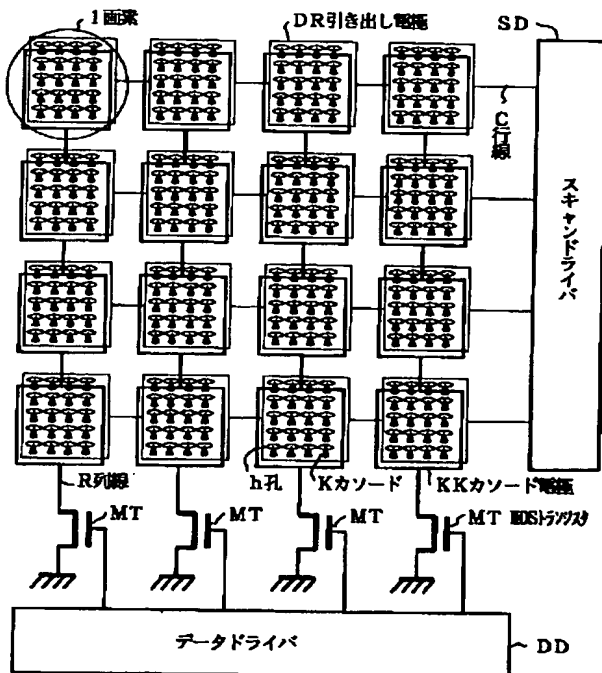 1画素
DR引き出し電極
SD
C行線
スキャンドライバ
R列線
h孔
Kカソード
KKカソード電極
MT
MT
MT
MT MOSトランジスタ
データドライバ
DD